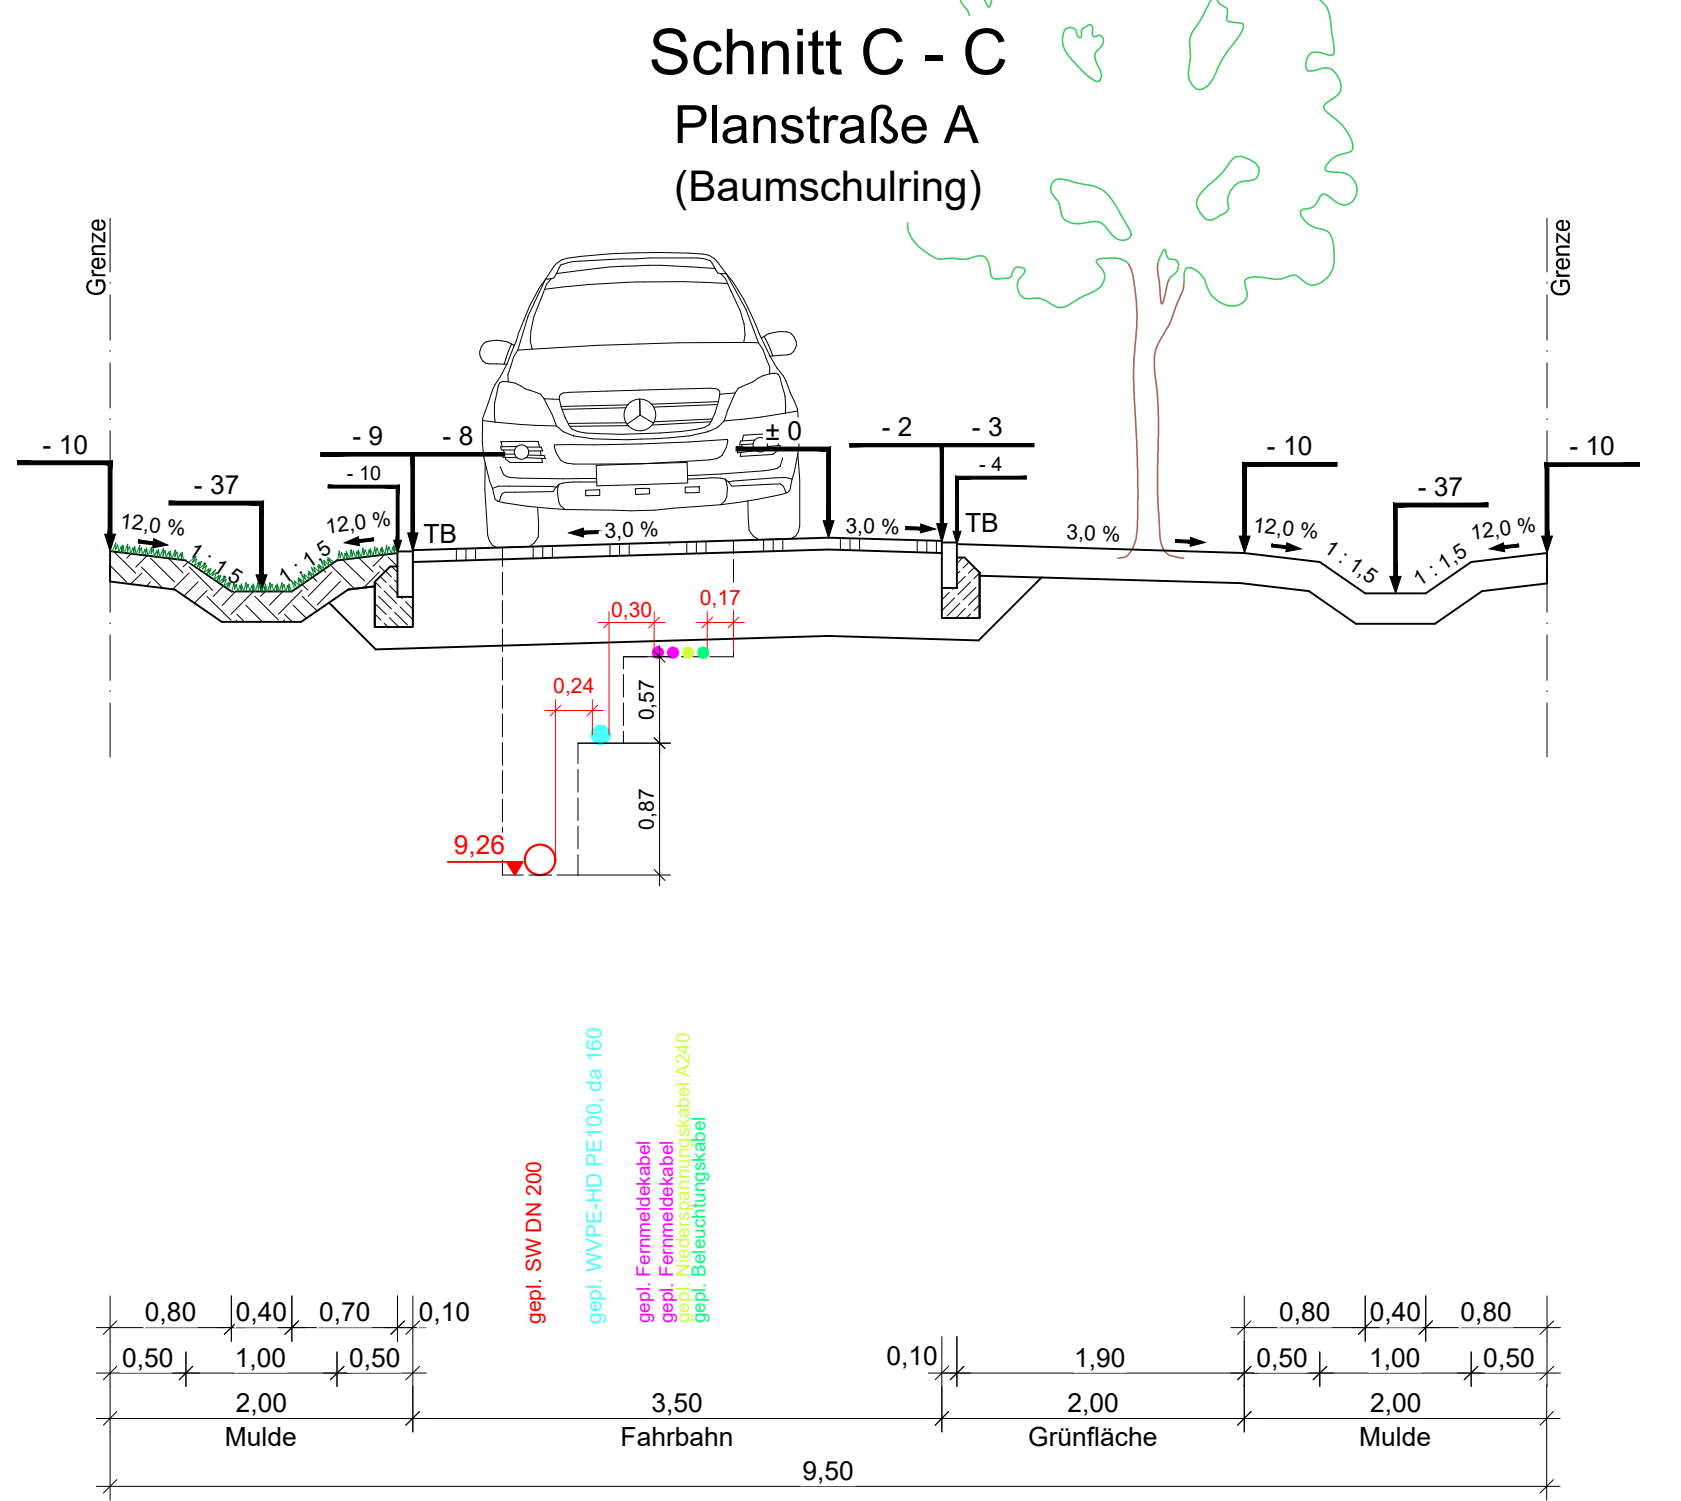 Schnitt C - C
Planstraße A
(Baumschulring)
Grenze
Grenze
- 10
- 37
- 9
- 8
- 10
± 0
- 2
- 3
- 4
- 10
- 37
- 10
12,0 %
1 : 1,5
1 : 1,5
12,0 %
TB
3,0 %
3,0 %
TB
3,0 %
12,0 %
1 : 1,5
1 : 1,5
12,0 %
0,30
0,17
0,24
0,57
0,87
9,26
gepl. SW DN 200
gepl. WVPE-HD PE100, da 160
gepl. Fernmeldekabel
gepl. Fernmeldekabel
gepl. Niederspannungskabel A240
gepl. Beleuchtungskabel
0,80
0,40
0,70
0,10
0,80
0,40
0,80
0,50
1,00
0,50
0,10
1,90
0,50
1,00
0,50
2,00
3,50
2,00
2,00
Mulde
Fahrbahn
Grünfläche
Mulde
9,50